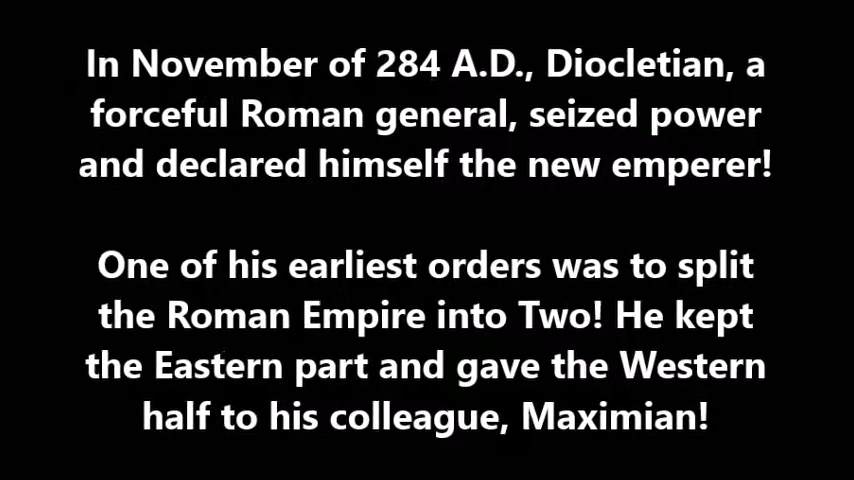 In November of 284 A.D., Diocletian, a
forceful Roman general, seized power
and declared himself the new emperer!
One of his earliest orders was to split
the Roman Empire into Two! He kept
the Eastern part and gave the Western
half to his colleague, Maximian!